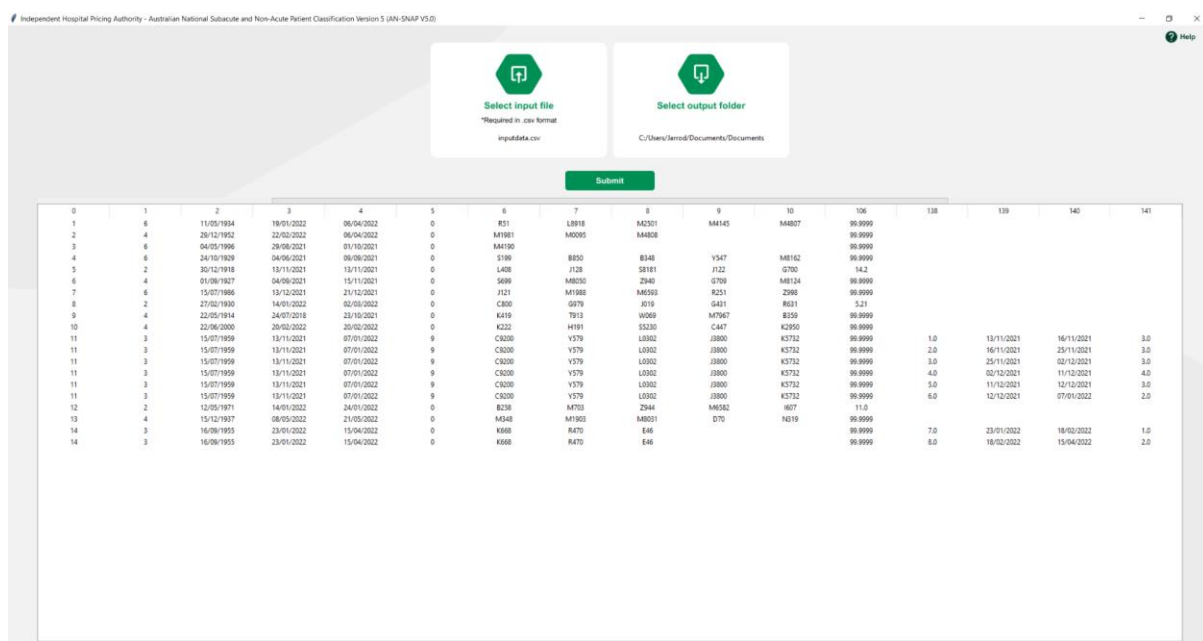 Independent Hospital Pricing Authority - Australian National Subacute and Non-Acute Patient Classification Version 5 (AN-SNAP V5.0)
Help
Select input file
*Required in .csv format
inputdata.csv
Select output folder
C:/Users/Jarrod/Documents/Documents
Submit
0 1 2 3 4 5 6 7 8 9 10 106 138 139 140 141
1 6 11/05/1934 19/01/2022 06/04/2022 0 R51 L8918 M2501 M4145 M4807 99.9999
2 4 29/12/1952 22/02/2022 06/04/2022 0 M1981 M0095 M4808 99.9999
3 6 04/05/1996 29/08/2021 01/10/2021 0 M4190 99.9999
4 6 24/10/1929 04/06/2021 09/09/2021 0 S199 B850 B348 Y547 M8162 99.9999
5 2 30/12/1918 13/11/2021 13/11/2021 0 L408 J128 S8181 J122 G700 14.2
6 4 01/09/1927 04/09/2021 15/11/2021 0 S699 M8050 Z940 G709 M8124 99.9999
7 6 15/07/1986 13/12/2021 21/12/2021 0 J121 M1988 M6593 R251 Z998 99.9999
8 2 27/02/1930 14/01/2022 02/03/2022 0 C800 G979 J019 G431 R631 5.21
9 4 22/05/1914 24/07/2018 23/10/2021 0 K419 T913 W069 M7967 B359 99.9999
10 4 22/06/2000 20/02/2022 20/02/2022 0 K222 H191 S5230 C447 K2950 99.9999
11 3 15/07/1959 13/11/2021 07/01/2022 9 C9200 Y579 L0302 J3800 K5732 99.9999 1.0 13/11/2021 16/11/2021 3.0
11 3 15/07/1959 13/11/2021 07/01/2022 9 C9200 Y579 L0302 J3800 K5732 99.9999 2.0 16/11/2021 25/11/2021 3.0
11 3 15/07/1959 13/11/2021 07/01/2022 9 C9200 Y579 L0302 J3800 K5732 99.9999 3.0 25/11/2021 02/12/2021 3.0
11 3 15/07/1959 13/11/2021 07/01/2022 9 C9200 Y579 L0302 J3800 K5732 99.9999 4.0 02/12/2021 11/12/2021 4.0
11 3 15/07/1959 13/11/2021 07/01/2022 9 C9200 Y579 L0302 J3800 K5732 99.9999 5.0 11/12/2021 12/12/2021 3.0
11 3 15/07/1959 13/11/2021 07/01/2022 9 C9200 Y579 L0302 J3800 K5732 99.9999 6.0 12/12/2021 07/01/2022 2.0
12 2 12/05/1971 14/01/2022 24/01/2022 0 B258 M703 Z944 M6582 I607 11.0
13 4 15/12/1937 08/05/2022 21/05/2022 0 M348 M1903 M8031 D70 N319 99.9999
14 3 16/09/1955 23/01/2022 15/04/2022 0 K668 R470 E46 99.9999 7.0 23/01/2022 18/02/2022 1.0
14 3 16/09/1955 23/01/2022 15/04/2022 0 K668 R470 E46 99.9999 8.0 18/02/2022 15/04/2022 2.0